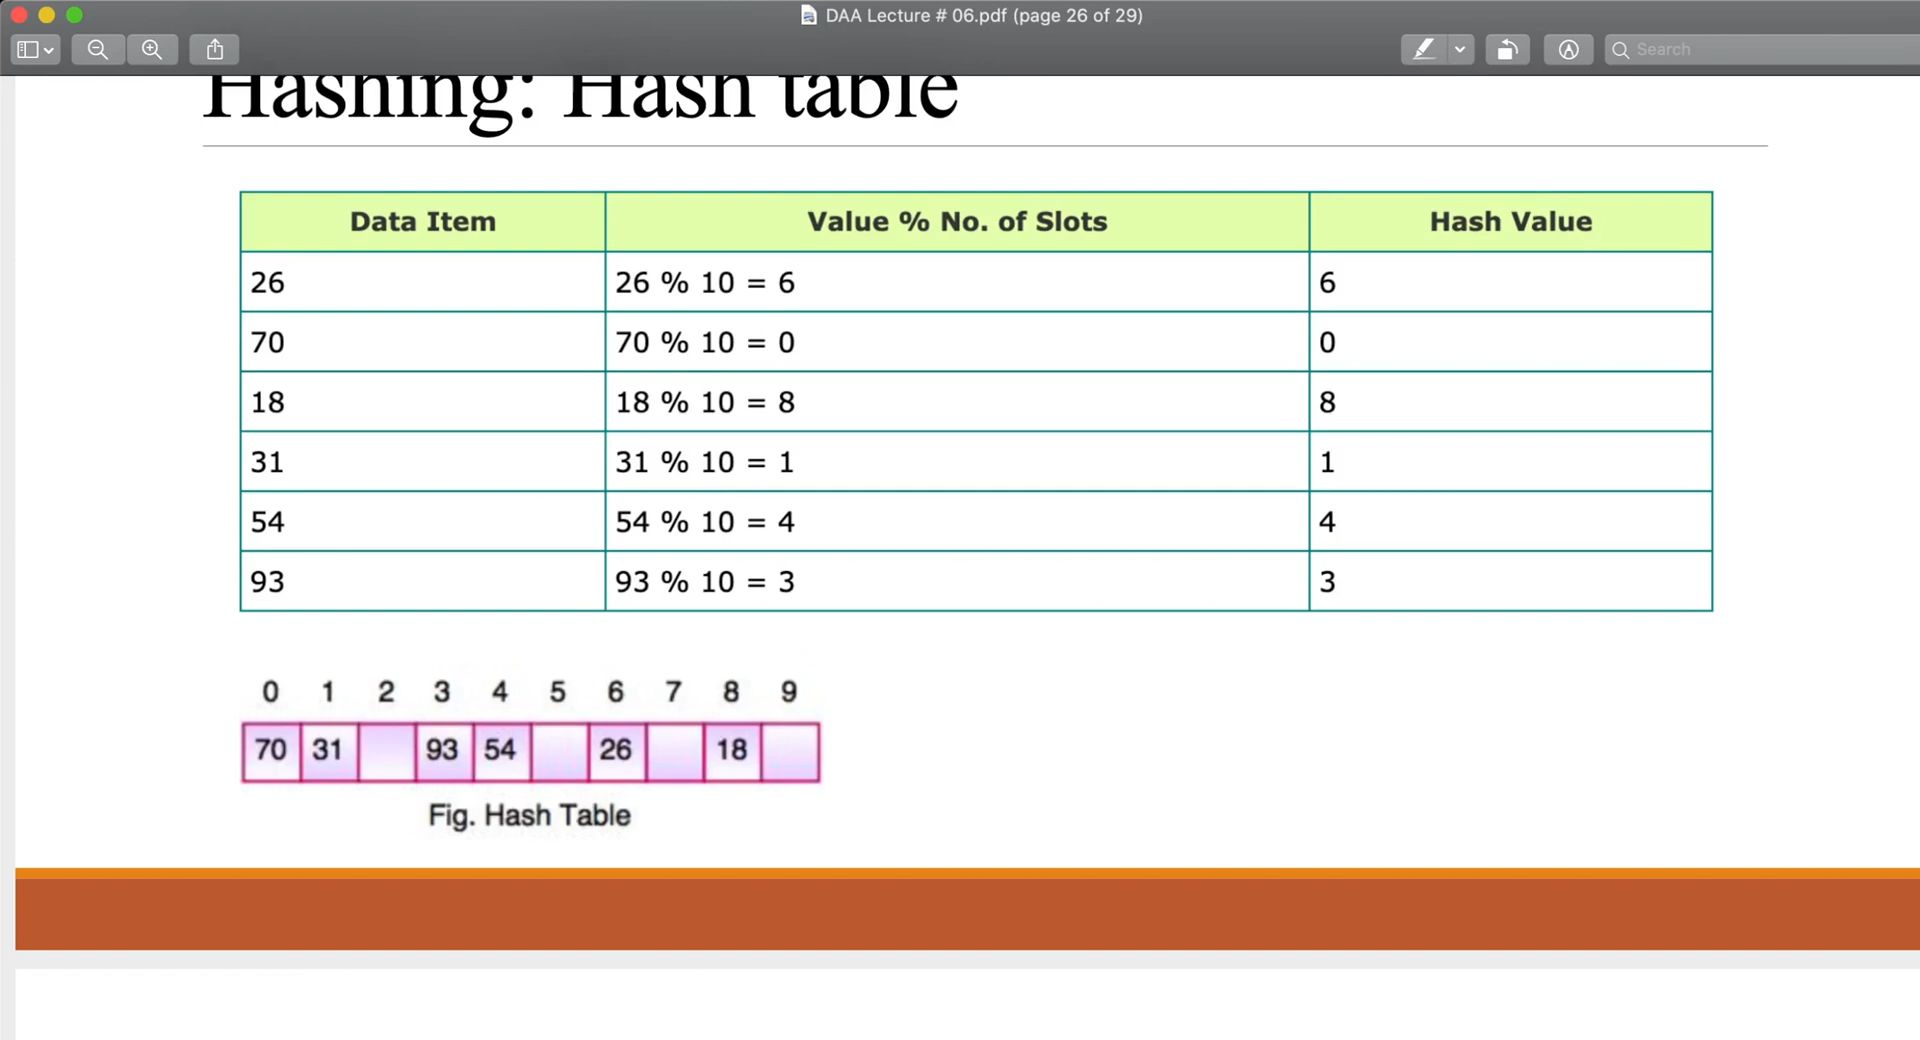 DAA Lecture # 06.pdf (page 26 of 29)
Search
Hashing: Hash table
Data Item Value % No. of Slots Hash Value
26 26 % 10 = 6 6
70 70 % 10 = 0 0
18 18 % 10 = 8 8
31 31 % 10 = 1 1
54 54 % 10 = 4 4
93 93 % 10 = 3 3
0 1 2 3 4 5 6 7 8 9
70 31 93 54 26 18
Fig. Hash Table